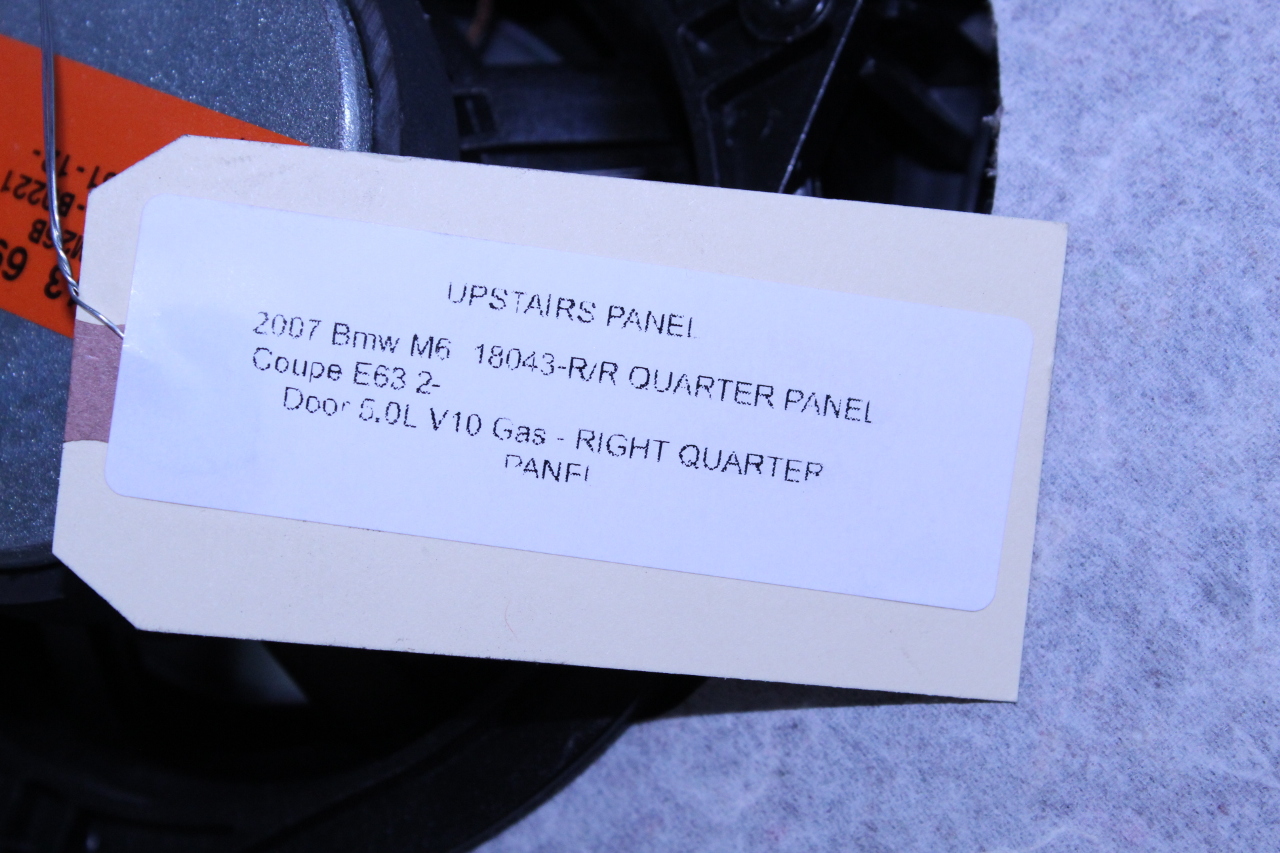 UPSTAIRS PANEL
2007 Bmw M6 18043-R/R QUARTER PANEL
Coupe E63 2-
Door 5.0L V10 Gas - RIGHT QUARTER
PANEL